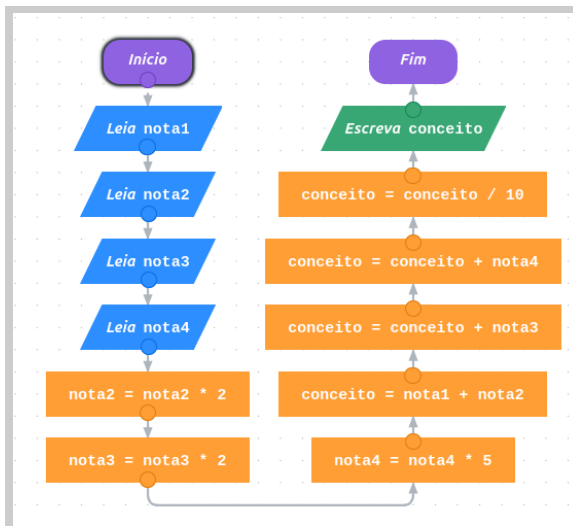 Início
Leia nota1
Leia nota2
Leia nota3
Leia nota4
nota2 = nota2 * 2
nota3 = nota3 * 2
nota4 = nota4 * 5
conceito = nota1 + nota2
conceito = conceito + nota3
conceito = conceito + nota4
conceito = conceito / 10
Escreva conceito
Fim